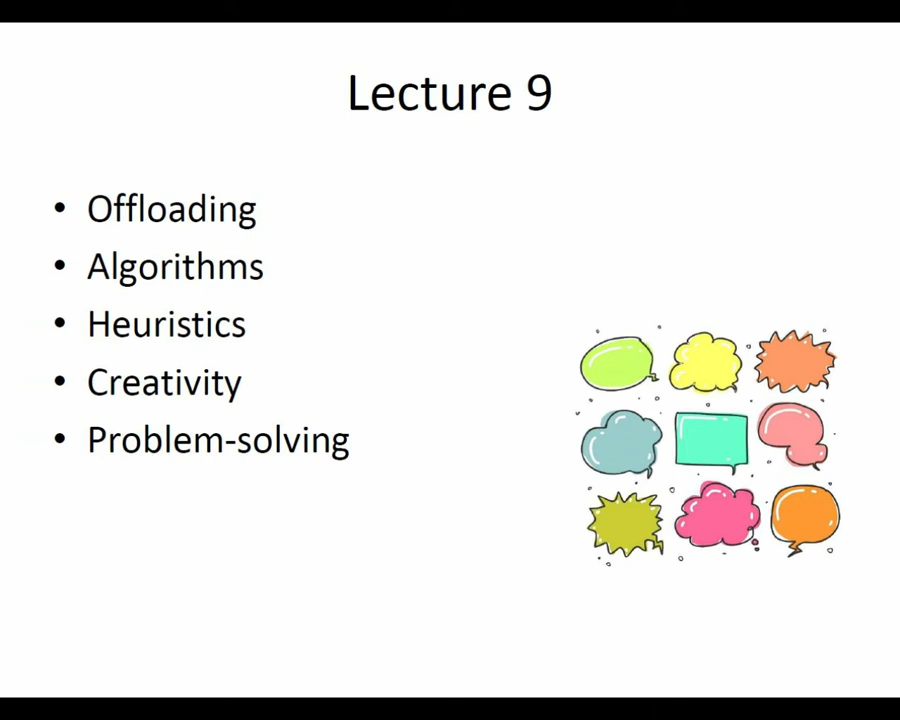 Lecture 9
• Offloading
• Algorithms
• Heuristics
• Creativity
• Problem-solving